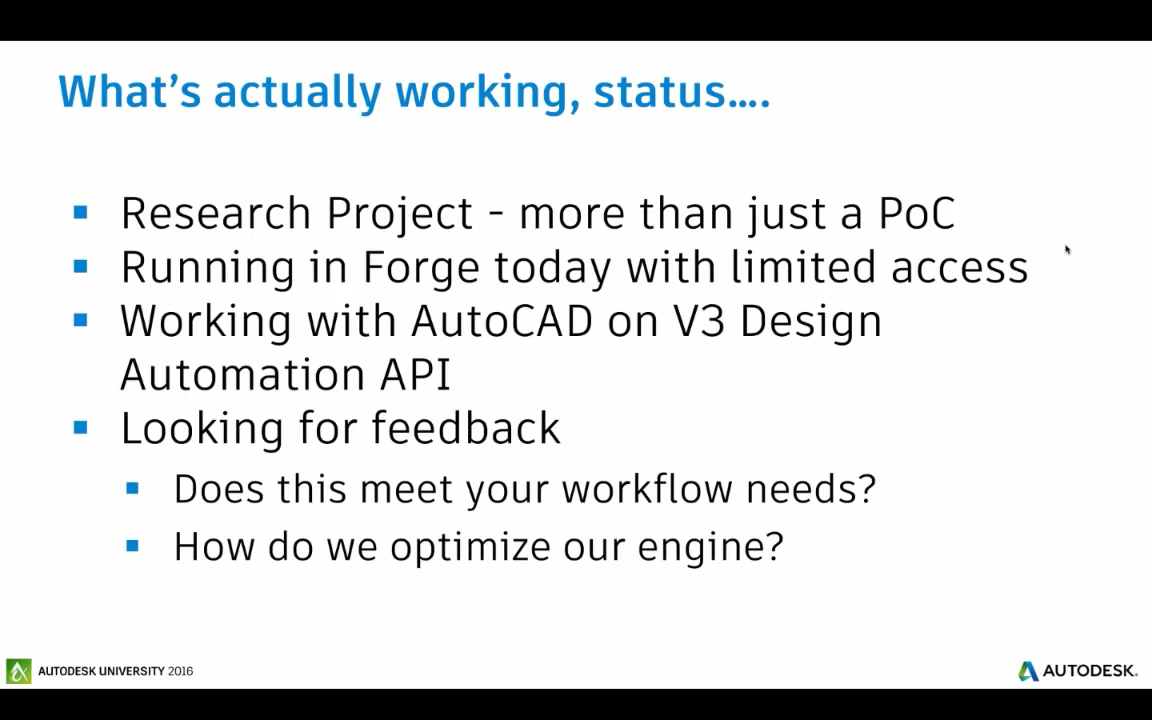 What's actually working, status....
Research Project - more than just a PoC
Running in Forge today with limited access
Working with AutoCAD on V3 Design
Automation API
Looking for feedback
Does this meet your workflow needs?
How do we optimize our engine?
AUTODESK UNIVERSITY 2016
AUTODESK.